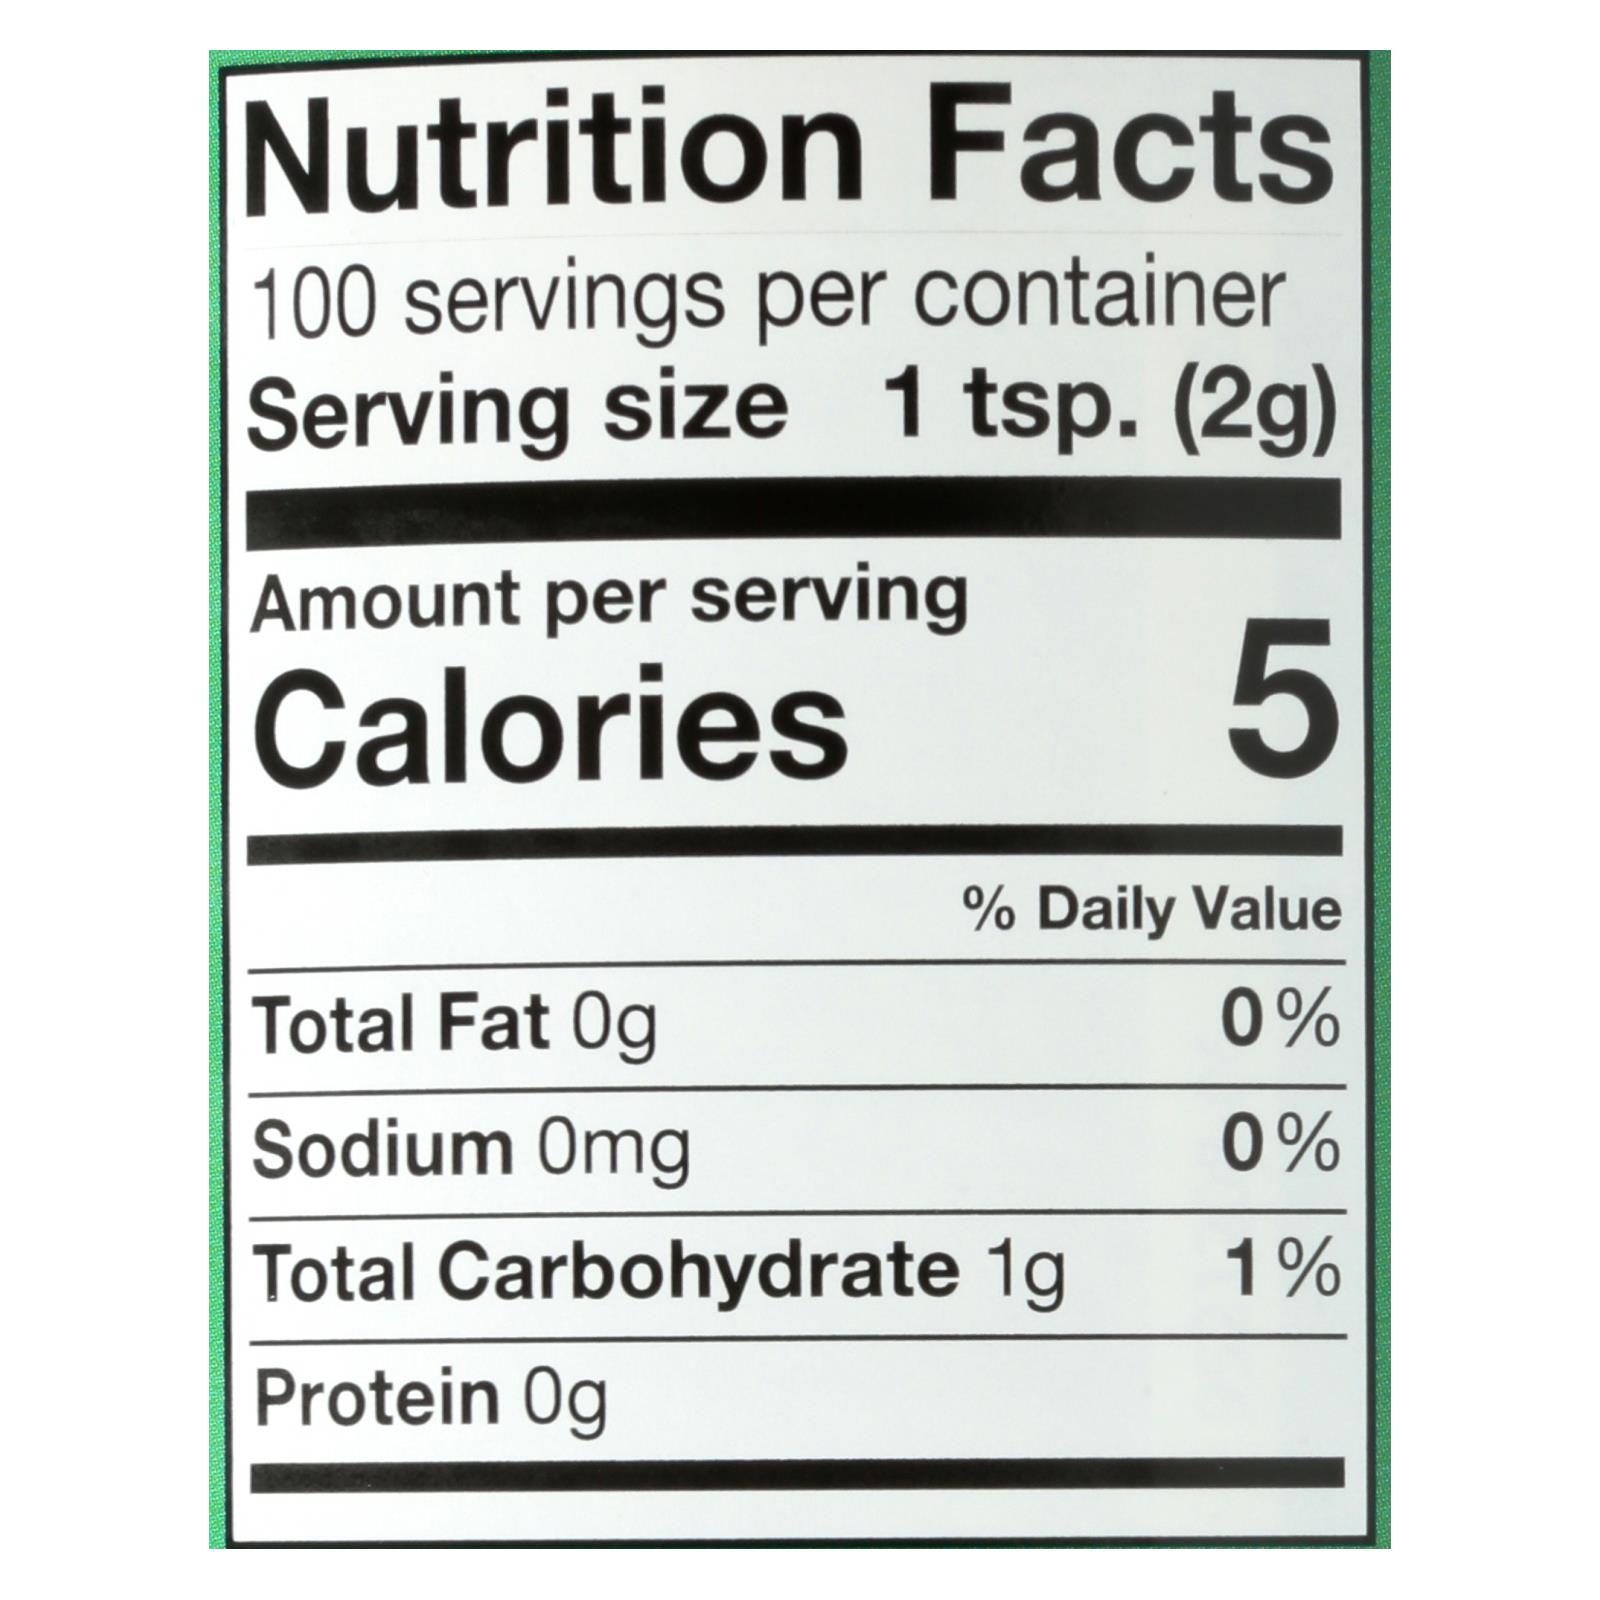 Nutrition Facts
100 servings per container
Serving size 1 tsp. (2g)
Amount per serving
Calories 5
% Daily Value
Total Fat 0g 0%
Sodium 0mg 0%
Total Carbohydrate 1g 1%
Protein 0g